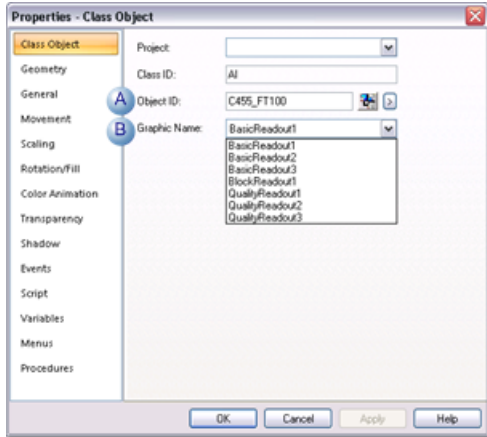 Properties - Class Object
Class Object
Geometry
General
Movement
Scaling
Rotation/Fill
Color Animation
Transparency
Shadow
Events
Script
Variables
Menus
Procedures
Project:
Class ID: AI
A Object ID: C455_FT100 >
B Graphic Name: BasicReadout1
BasicReadout1
BasicReadout2
BasicReadout3
BlockReadout1
QualityReadout1
QualityReadout2
QualityReadout3
OK Cancel Apply Help